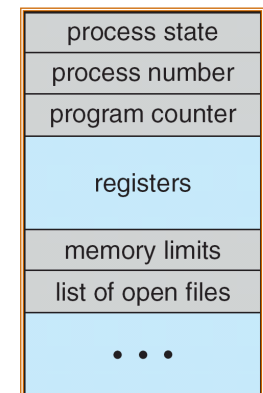 process state
process number
program counter
registers
memory limits
list of open files
• • •